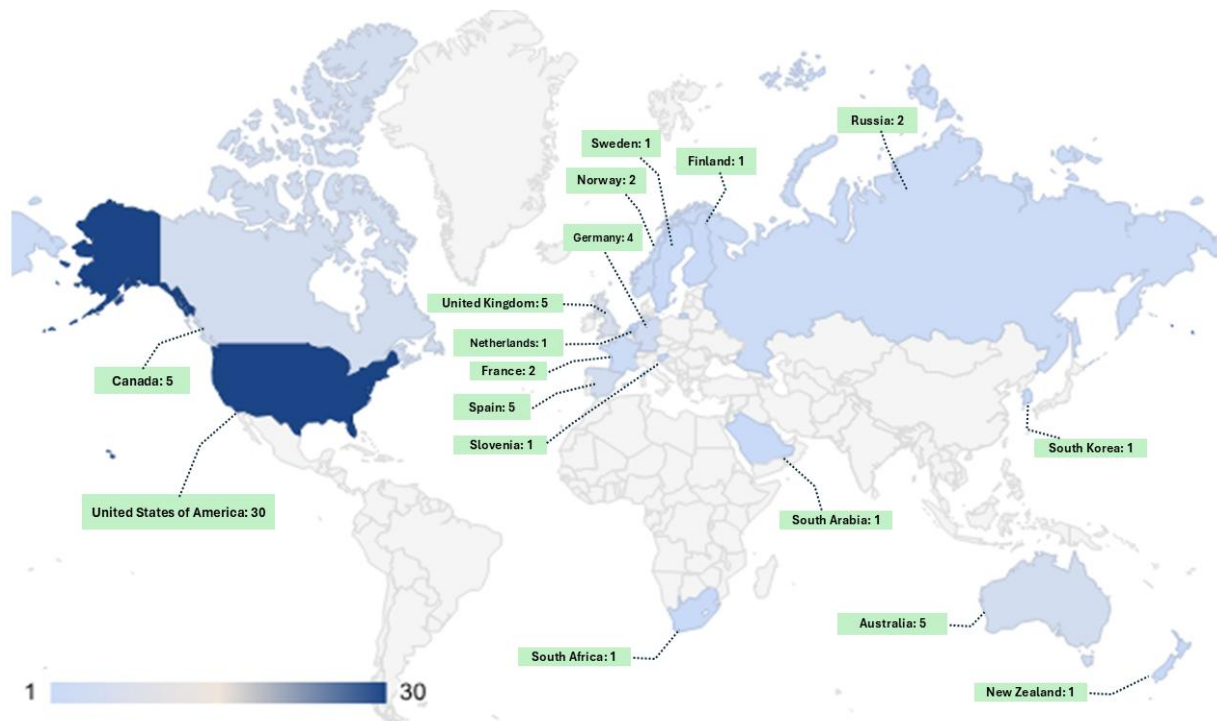 Russia: 2
Sweden: 1
Finland: 1
Norway: 2
Germany: 4
United Kingdom: 5
Netherlands: 1
France: 2
Canada: 5
Spain: 5
Slovenia: 1
South Korea: 1
United States of America: 30
South Arabia: 1
Australia: 5
South Africa: 1
1
30
New Zealand: 1